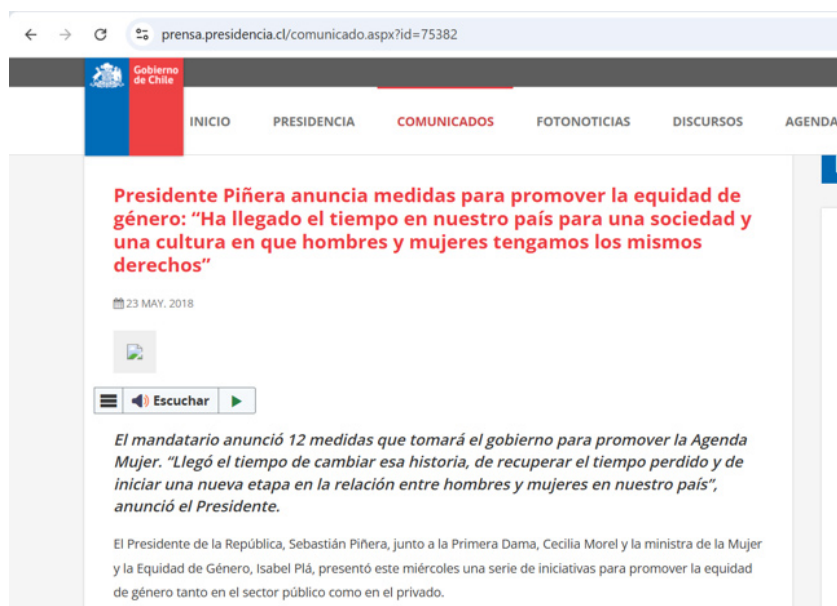 prensa.presidencia.cl/comunicado.aspx?id=75382
Gobierno
de Chile
INICIO PRESIDENCIA COMUNICADOS FOTONOTICIAS DISCURSOS AGENDA
Presidente Piñera anuncia medidas para promover la equidad de
género: “Ha llegado el tiempo en nuestro país para una sociedad y
una cultura en que hombres y mujeres tengamos los mismos
derechos”
23 MAY. 2018
Escuchar
El mandatario anunció 12 medidas que tomará el gobierno para promover la Agenda
Mujer. “Llegó el tiempo de cambiar esa historia, de recuperar el tiempo perdido y de
iniciar una nueva etapa en la relación entre hombres y mujeres en nuestro país”,
anunció el Presidente.
El Presidente de la República, Sebastián Piñera, junto a la Primera Dama, Cecilia Morel y la ministra de la Mujer
y la Equidad de Género, Isabel Plá, presentó este miércoles una serie de iniciativas para promover la equidad
de género tanto en el sector público como en el privado.